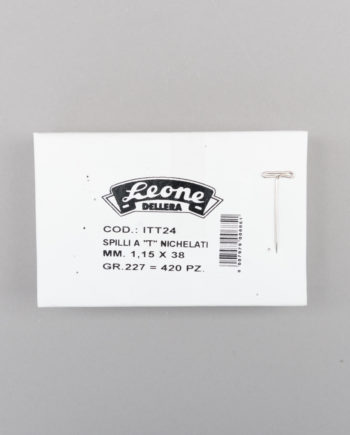 Leone
DELLERA
COD.: ITT24
SPILLI A "T" NICHELATI
MM. 1,15 X 38
GR.227 = 420 PZ.